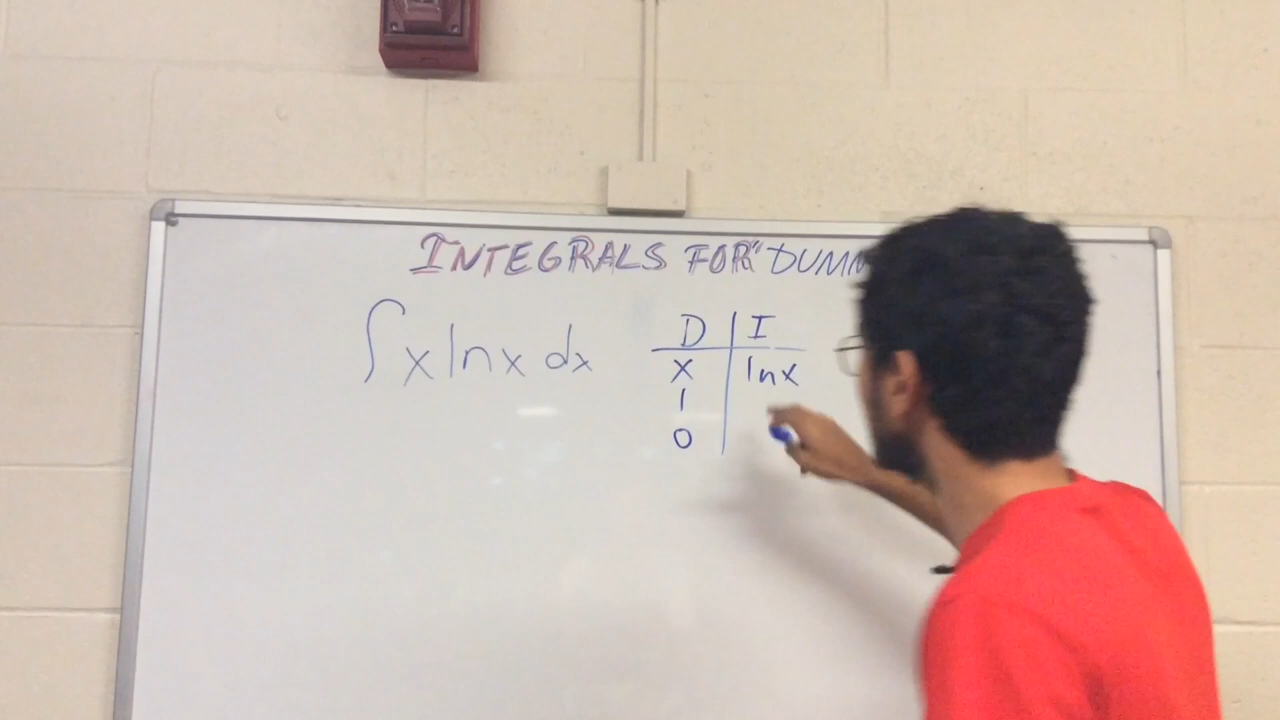 INTEGRALS FOR "DUMM
∫ x ln x dx
D | I
x | ln x
1
0